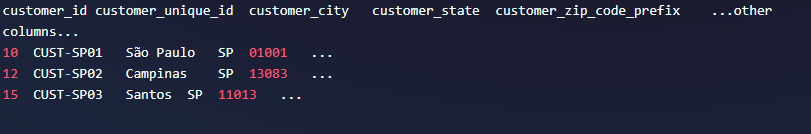 customer_id customer_unique_id customer_city customer_state customer_zip_code_prefix ...other
columns...
10 CUST-SP01 São Paulo SP 01001 ...
12 CUST-SP02 Campinas SP 13083 ...
15 CUST-SP03 Santos SP 11013 ...